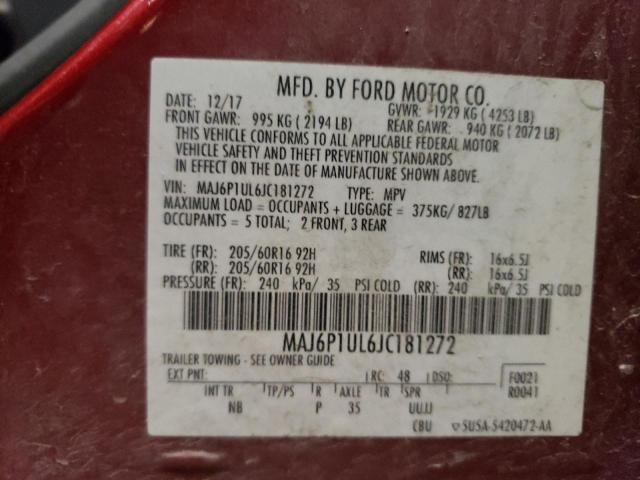 MFD. BY FORD MOTOR CO.
DATE: 12/17 GVWR: 1929 KG ( 4253 LB)
FRONT GAWR: 995 KG ( 2194 LB) REAR GAWR: 940 KG ( 2072 LB)
THIS VEHICLE CONFORMS TO ALL APPLICABLE FEDERAL MOTOR
VEHICLE SAFETY AND THEFT PREVENTION STANDARDS
IN EFFECT ON THE DATE OF MANUFACTURE SHOWN ABOVE.
VIN: MAJ6P1UL6JC181272 TYPE: MPV
MAXIMUM LOAD = OCCUPANTS + LUGGAGE = 375KG/ 827LB
OCCUPANTS = 5 TOTAL; 2 FRONT, 3 REAR
TIRE (FR): 205/60R16 92H RIMS (FR): 16x6.5J
(RR): 205/60R16 92H (RR): 16x6.5J
PRESSURE (FR): 240 kPa/ 35 PSI COLD (RR): 240 kPa/ 35 PSI COLD
MAJ6P1UL6JC181272
TRAILER TOWING - SEE OWNER GUIDE
EXT PNT: RC: 48 DSO: F0021
R0041
INT TR TP/PS R AXLE TR SPR
NB P 35 UUJJ
CBU 5U5A-5420472-AA